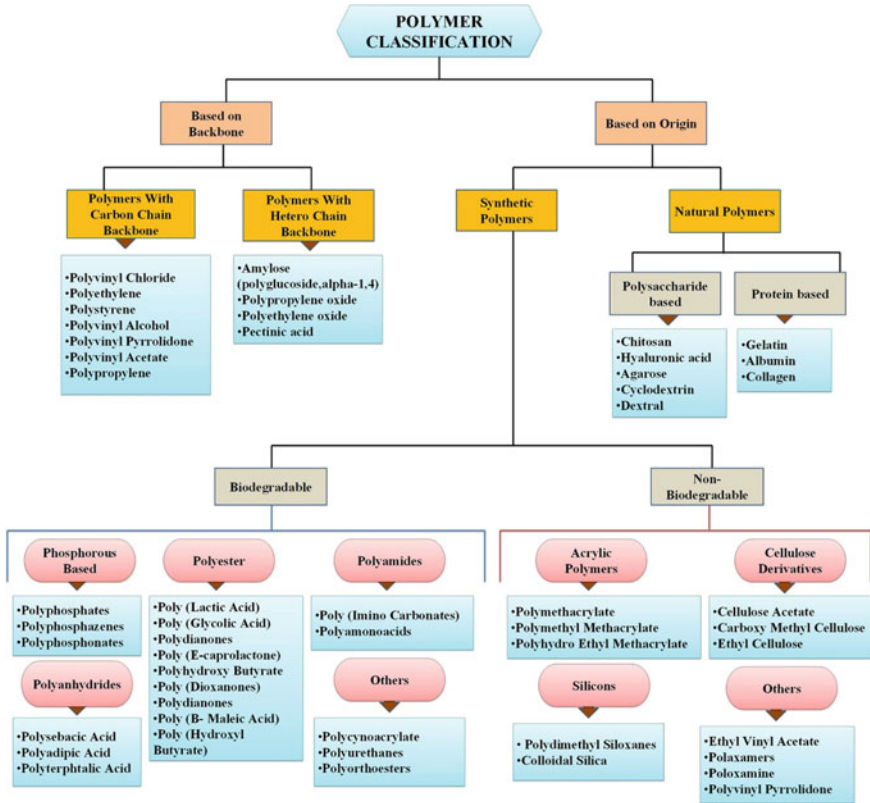 POLYMER
CLASSIFICATION
Based on
Backbone
Based on Origin
Polymers With
Carbon Chain
Backbone
Polymers With
Hetero Chain
Backbone
Synthetic
Polymers
Natural Polymers
•Polyvinyl Chloride
•Polyethylene
•Polystyrene
•Polyvinyl Alcohol
•Polyvinyl Pyrrolidone
•Polyvinyl Acetate
•Polypropylene
•Amylose
(polyglucoside,alpha-1,4)
•Polypropylene oxide
•Polyethylene oxide
•Pectinic acid
Polysaccharide
based
Protein based
•Chitosan
•Hyaluronic acid
•Agarose
•Cyclodextrin
•Dextral
•Gelatin
•Albumin
•Collagen
Biodegradable
Non-
Biodegradable
Phosphorous
Based
•Polyphosphates
•Polyphosphazenes
•Polyphosphonates
Polyanhydrides
•Polysebacic Acid
•Polyadipic Acid
•Polyterphtalic Acid
Polyester
•Poly (Lactic Acid)
•Poly (Glycolic Acid)
•Polydianones
•Poly (E-caprolactone)
•Polyhydroxy Butyrate
•Poly (Dioxanones)
•Polydianones
•Poly (B- Maleic Acid)
•Poly (Hydroxyl
Butyrate)
Polyamides
•Poly (Imino Carbonates)
•Polyamonoacids
Others
•Polycynoacrylate
•Polyurethanes
•Polyorthoesters
Acrylic
Polymers
•Polymethacrylate
•Polymethyl Methacrylate
•Polyhydro Ethyl Methacrylate
Silicons
• Polydimethyl Siloxanes
•Colloidal Silica
Cellulose
Derivatives
•Cellulose Acetate
•Carboxy Methyl Cellulose
•Ethyl Cellulose
Others
•Ethyl Vinyl Acetate
•Polaxamers
•Poloxamine
•Polyvinyl Pyrrolidone